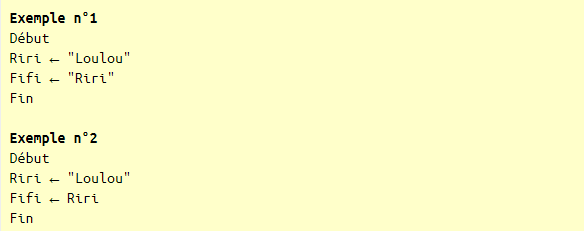 Exemple n°1
Début
Riri ← "Loulou"
Fifi ← "Riri"
Fin
Exemple n°2
Début
Riri ← "Loulou"
Fifi ← Riri
Fin